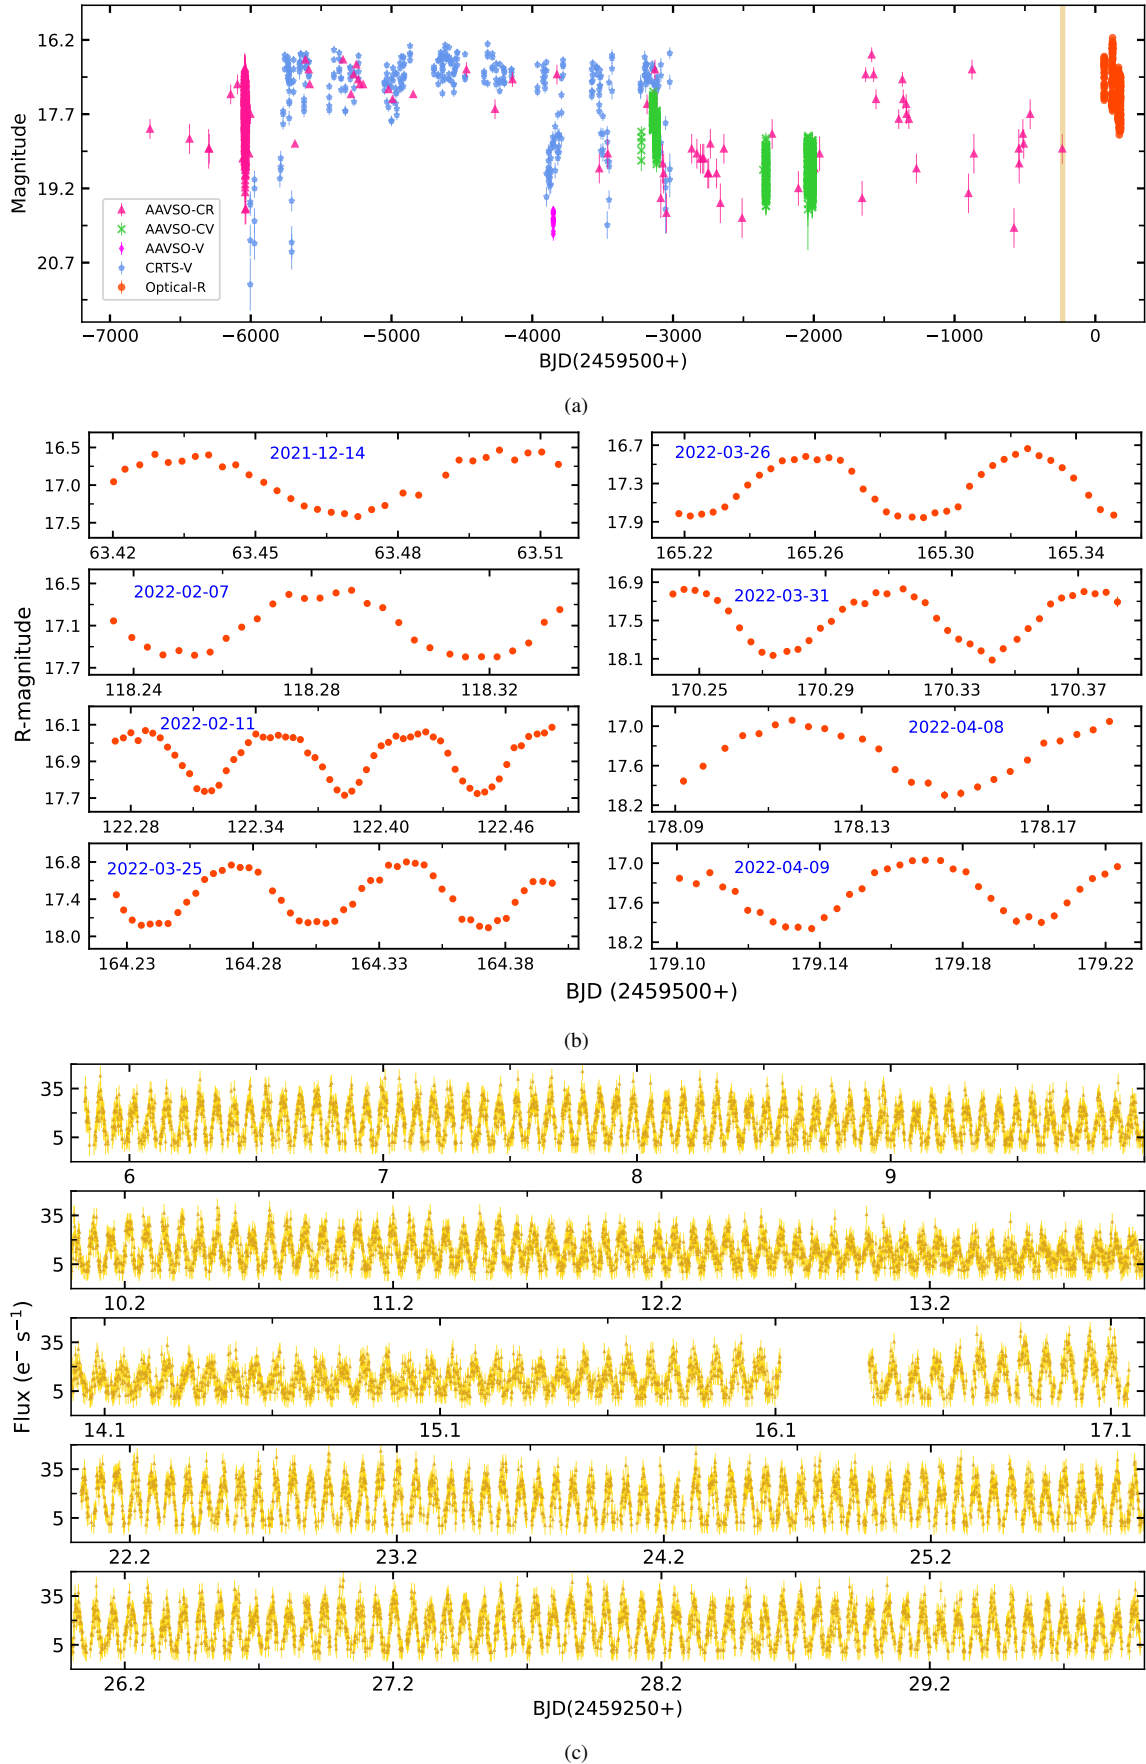 16.2
17.7
19.2
20.7
Magnitude
AAVSO-CR
AAVSO-CV
AAVSO-V
CRTS-V
Optical-R
−7000 −6000 −5000 −4000 −3000 −2000 −1000 0
BJD(2459500+)
(a)
R-magnitude
16.5
17.0
17.5
2021-12-14
63.42 63.45 63.48 63.51
16.7
17.3
17.9
2022-03-26
165.22 165.26 165.30 165.34
16.5
17.1
17.7
2022-02-07
118.24 118.28 118.32
16.9
17.5
18.1
2022-03-31
170.25 170.29 170.33 170.37
16.1
16.9
17.7
2022-02-11
122.28 122.34 122.40 122.46
17.0
17.6
18.2
2022-04-08
178.09 178.13 178.17
16.8
17.4
18.0
2022-03-25
164.23 164.28 164.33 164.38
17.0
17.6
18.2
2022-04-09
179.10 179.14 179.18 179.22
BJD (2459500+)
(b)
Flux (e⁻ s⁻¹)
35
5
6 7 8 9
35
5
10.2 11.2 12.2 13.2
35
5
14.1 15.1 16.1 17.1
35
5
22.2 23.2 24.2 25.2
35
5
26.2 27.2 28.2 29.2
BJD(2459250+)
(c)